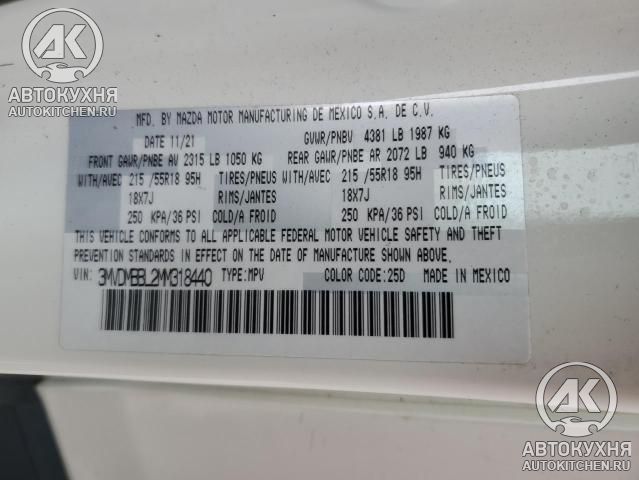 AK
АВТОКУХНЯ
AUTOKITCHEN.RU
MFD. BY MAZDA MOTOR MANUFACTURING DE MEXICO S.A. DE C.V.
DATE 11/21 GVWR/PNBV 4381 LB 1987 KG
FRONT GAWR/PNBE AV 2315 LB 1050 KG REAR GAWR/PNBE AR 2072 LB 940 KG
WITH/AVEC 215 /55R18 95H TIRES/PNEUS WITH/AVEC 215 /55R18 95H TIRES/PNEUS
18X7J RIMS/JANTES 18X7J RIMS/JANTES
250 KPA/36 PSI COLD/A FROID 250 KPA/36 PSI COLD/A FROID
THIS VEHICLE CONFORMS TO ALL APPLICABLE FEDERAL MOTOR VEHICLE SAFETY AND THEFT
PREVENTION STANDARDS IN EFFECT ON THE DATE OF MANUFACTURE SHOWN ABOVE.
VIN: 3MVDMBBL2MM318440 TYPE:MPV COLOR CODE:25D MADE IN MEXICO
AK
АВТОКУХНЯ
AUTOKITCHEN.RU